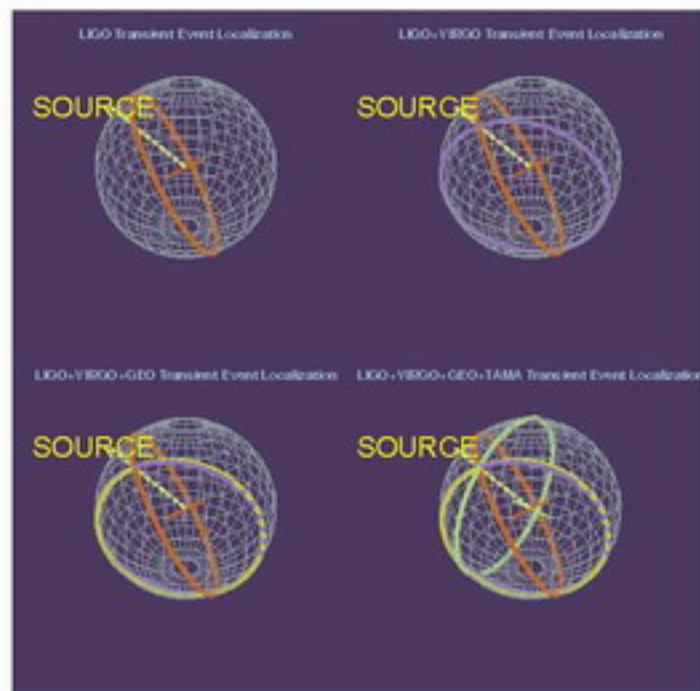 LIGO Transient Event Localization
LIGO+VIRGO Transient Event Localization
SOURCE
SOURCE
LIGO+VIRGO+GEO Transient Event Localization
LIGO+VIRGO+GEO+TAMA Transient Event Localization
SOURCE
SOURCE